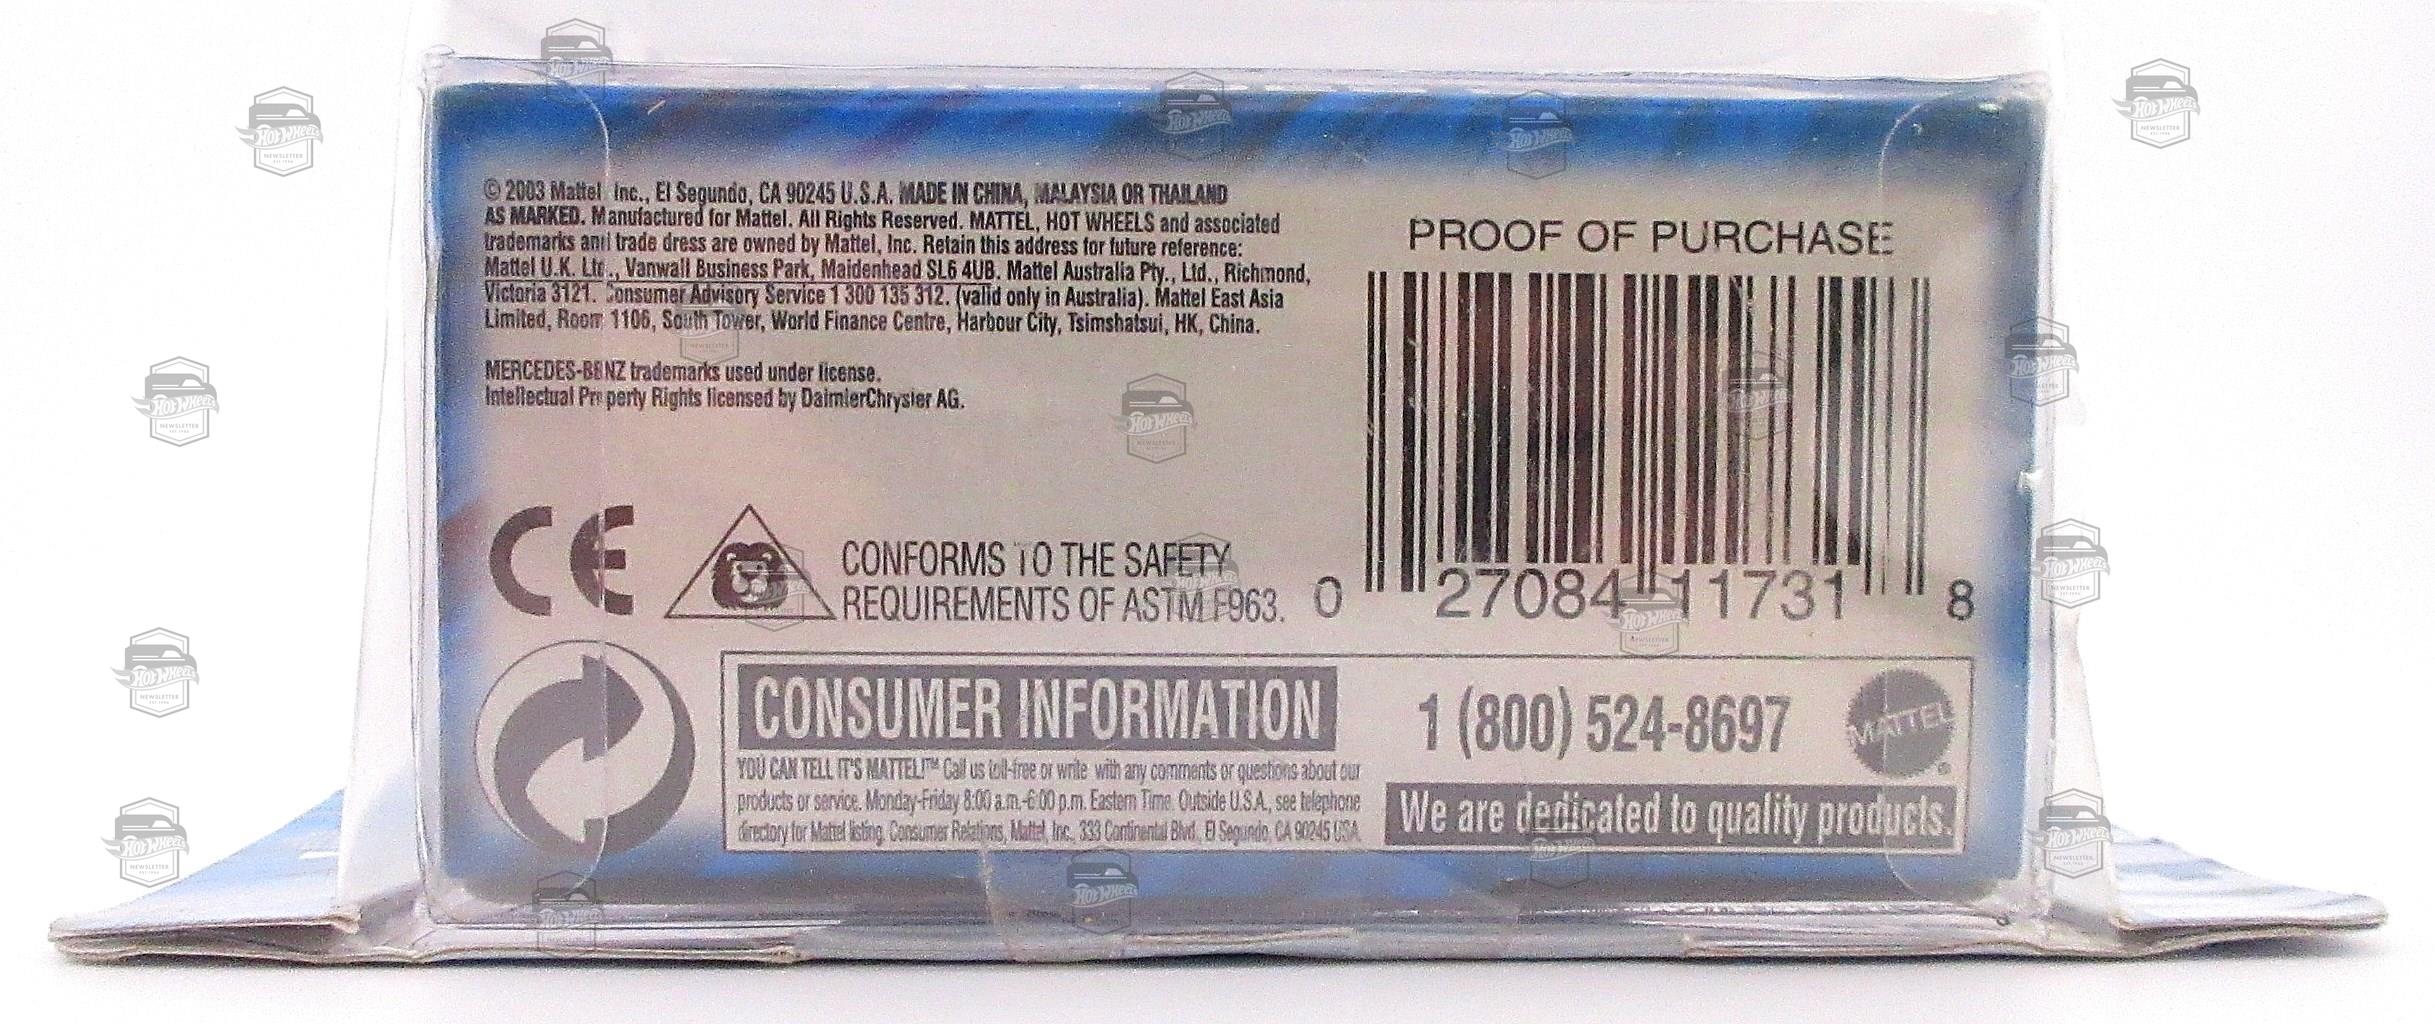 © 2003 Mattel, Inc., El Segundo, CA 90245 U.S.A. MADE IN CHINA, MALAYSIA OR THAILAND
AS MARKED. Manufactured for Mattel. All Rights Reserved. MATTEL, HOT WHEELS and associated
trademarks and trade dress are owned by Mattel, Inc. Retain this address for future reference:
Mattel U.K. Ltd., Vanwall Business Park, Maidenhead SL6 4UB. Mattel Australia Pty., Ltd., Richmond,
Victoria 3121. Consumer Advisory Service 1 300 135 312. (valid only in Australia). Mattel East Asia
Limited, Room 1106, South Tower, World Finance Centre, Harbour City, Tsimshatsui, HK, China.
MERCEDES-BENZ trademarks used under license.
Intellectual Property Rights licensed by DaimlerChrysler AG.
PROOF OF PURCHASE
0 27084 11731 8
CE
CONFORMS TO THE SAFETY
REQUIREMENTS OF ASTM F963.
CONSUMER INFORMATION
YOU CAN TELL IT'S MATTEL!™ Call us toll-free or write with any comments or questions about our
products or service. Monday-Friday 8:00 a.m.-6:00 p.m. Eastern Time. Outside U.S.A., see telephone
directory for Mattel listing. Consumer Relations, Mattel, Inc., 333 Continental Blvd., El Segundo, CA 90245 USA.
1 (800) 524-8697
MATTEL
®
We are dedicated to quality products.
Hot Wheels
NEWSLETTER